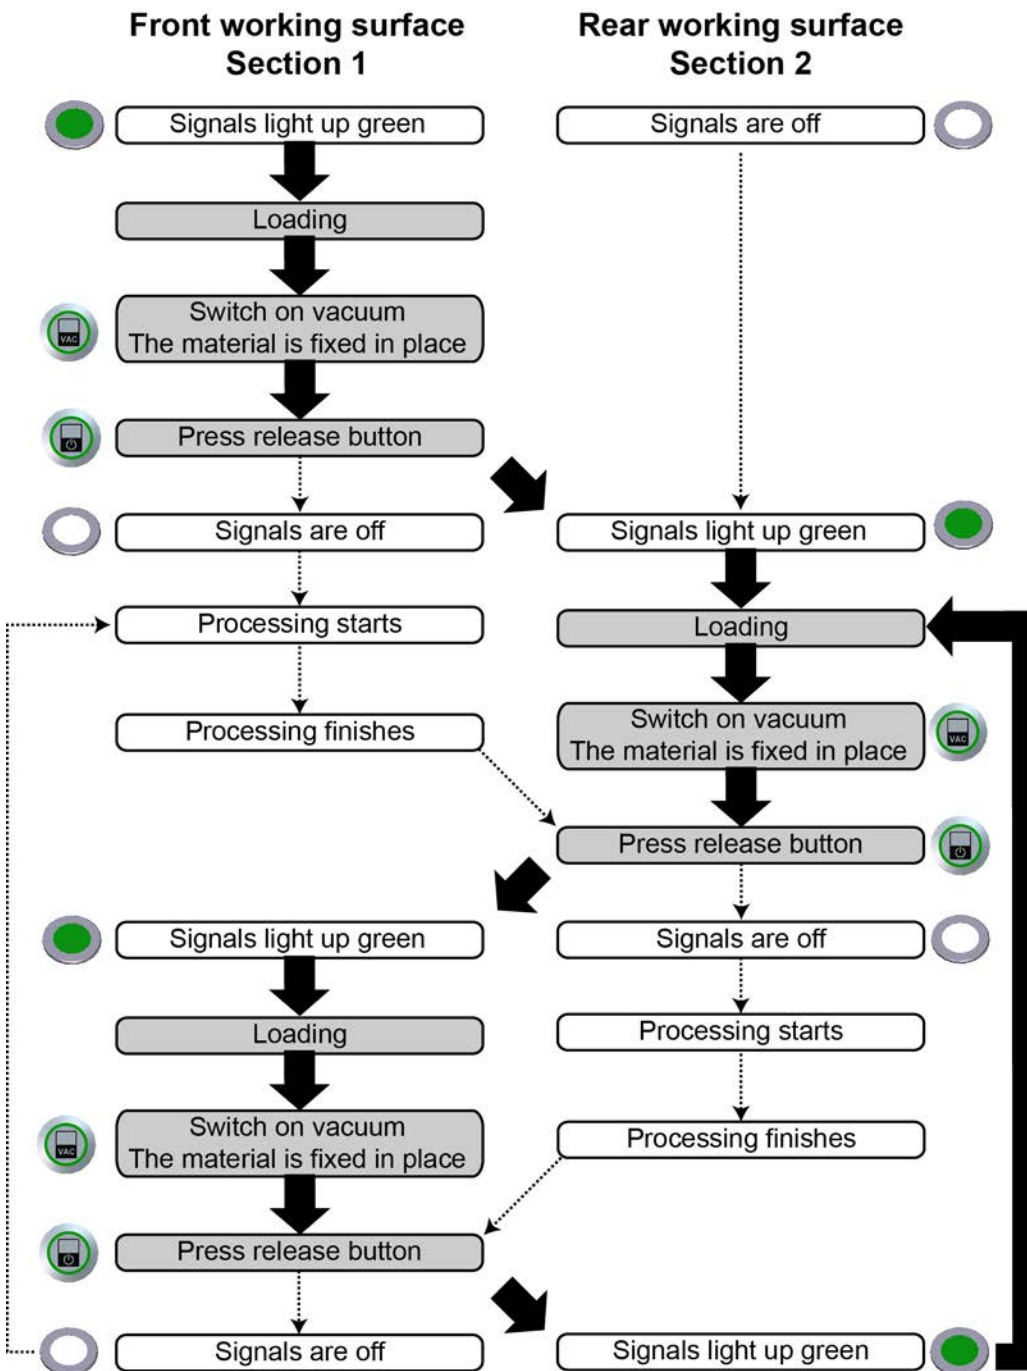 Front working surface
Section 1
Rear working surface
Section 2
Signals light up green
Signals are off
Loading
Switch on vacuum
The material is fixed in place
VAC
Press release button
Signals are off
Signals light up green
Processing starts
Loading
Processing finishes
Switch on vacuum
The material is fixed in place
VAC
Press release button
Signals light up green
Signals are off
Loading
Processing starts
Switch on vacuum
The material is fixed in place
VAC
Processing finishes
Press release button
Signals are off
Signals light up green